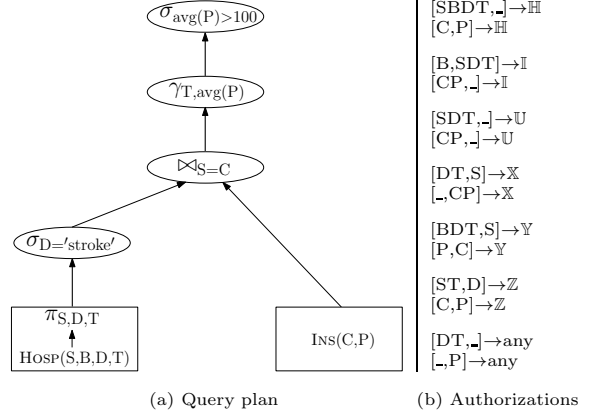 σavg(P)>100
γT,avg(P)
⋈S=C
σD='stroke'
πS,D,T
HOSP(S,B,D,T)
INS(C,P)
(a) Query plan
[SBDT,_]→ℍ
[C,P]→ℍ
[B,SDT]→𝕀
[CP,_]→𝕀
[SDT,_]→𝕌
[CP,_]→𝕌
[DT,S]→𝕏
[_,CP]→𝕏
[BDT,S]→𝕐
[P,C]→𝕐
[ST,D]→ℤ
[C,P]→ℤ
[DT,_]→any
[_,P]→any
(b) Authorizations